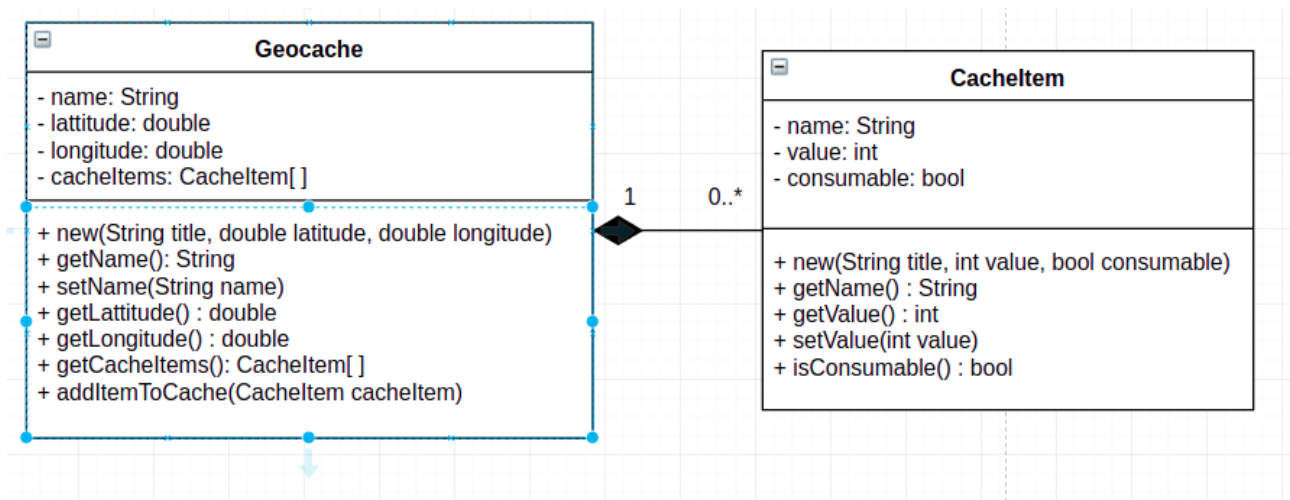 Geocache
- name: String
- lattitude: double
- longitude: double
- cacheItems: CacheItem[ ]
+ new(String title, double latitude, double longitude)
+ getName(): String
+ setName(String name)
+ getLattitude() : double
+ getLongitude() : double
+ getCacheItems(): CacheItem[ ]
+ addItemToCache(CacheItem cacheItem)
1
0..*
CacheItem
- name: String
- value: int
- consumable: bool
+ new(String title, int value, bool consumable)
+ getName() : String
+ getValue() : int
+ setValue(int value)
+ isConsumable() : bool